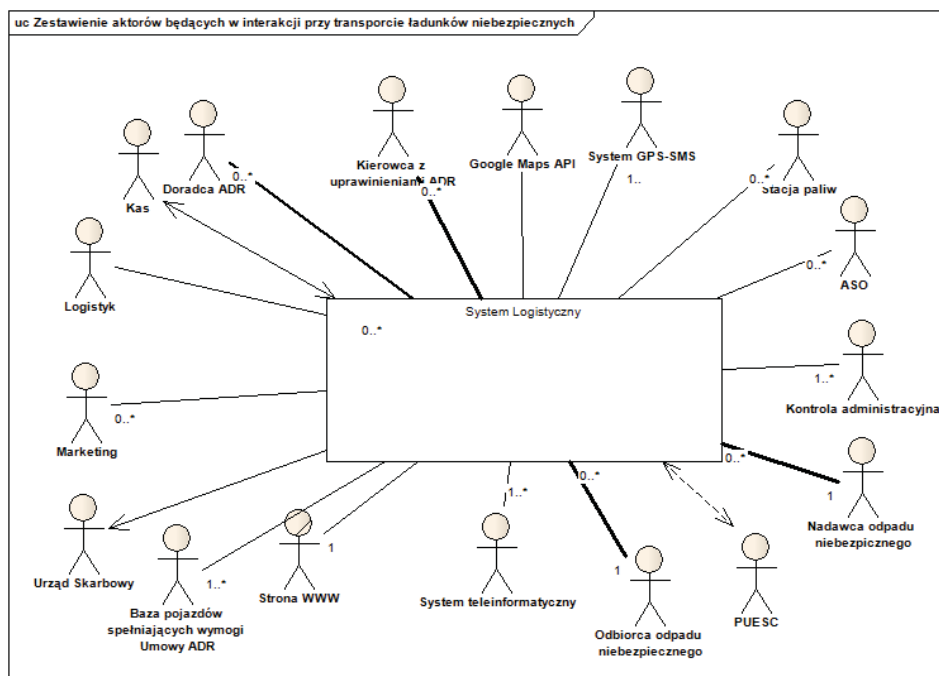 uc Zestawienie aktorów będących w interakcji przy transporcie ładunków niebezpiecznych
Kas
Doradca ADR
0..*
Kierowca z
uprawinieniami ADR
0..*
Google Maps API
System GPS-SMS
1..
Stacja paliw
0..*
ASO
0..*
Logistyk
System Logistyczny
0..*
Kontrola administracyjna
1..*
Marketing
0..*
Nadawca odpadu
niebezpicznego
0..*
1
Urząd Skarbowy
Baza pojazdów
spełniających wymogi
Umowy ADR
1..*
Strona WWW
1
System teleinformatyczny
1..*
Odbiorca odpadu
niebezpiecznego
0..*
1
PUESC